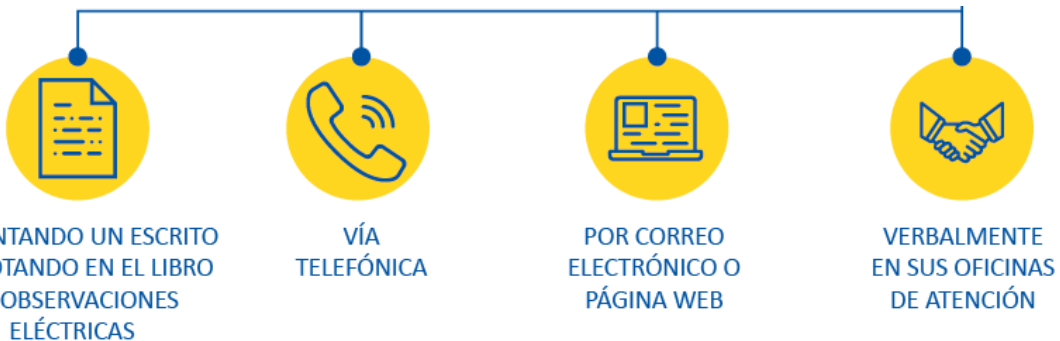 NTANDO UN ESCRITO
OTANDO EN EL LIBRO
OBSERVACIONES
ELÉCTRICAS
VÍA
TELEFÓNICA
POR CORREO
ELECTRÓNICO O
PÁGINA WEB
VERBALMENTE
EN SUS OFICINAS
DE ATENCIÓN